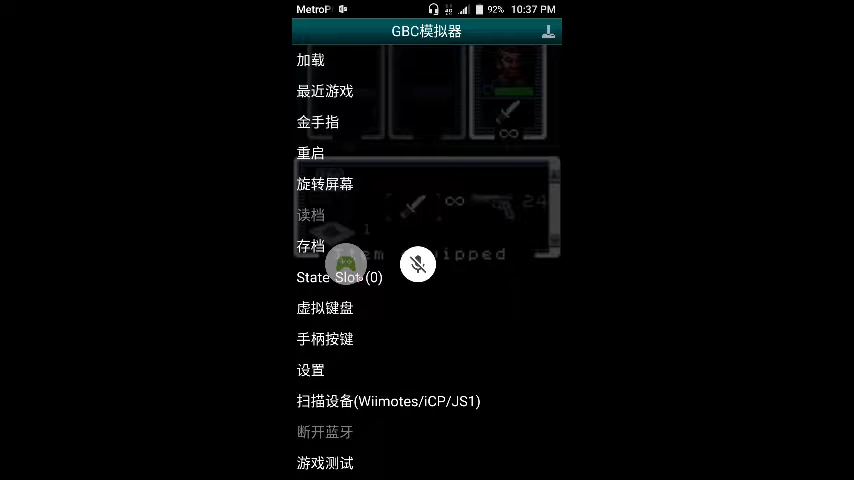 MetroP 92% 10:37 PM
GBC模拟器
加载
最近游戏
金手指
∞
重启
旋转屏幕
∞ 24
读档
1
存档
State Slot (0)
虚拟键盘
手柄按键
设置
扫描设备(Wiimotes/iCP/JS1)
断开蓝牙
游戏测试